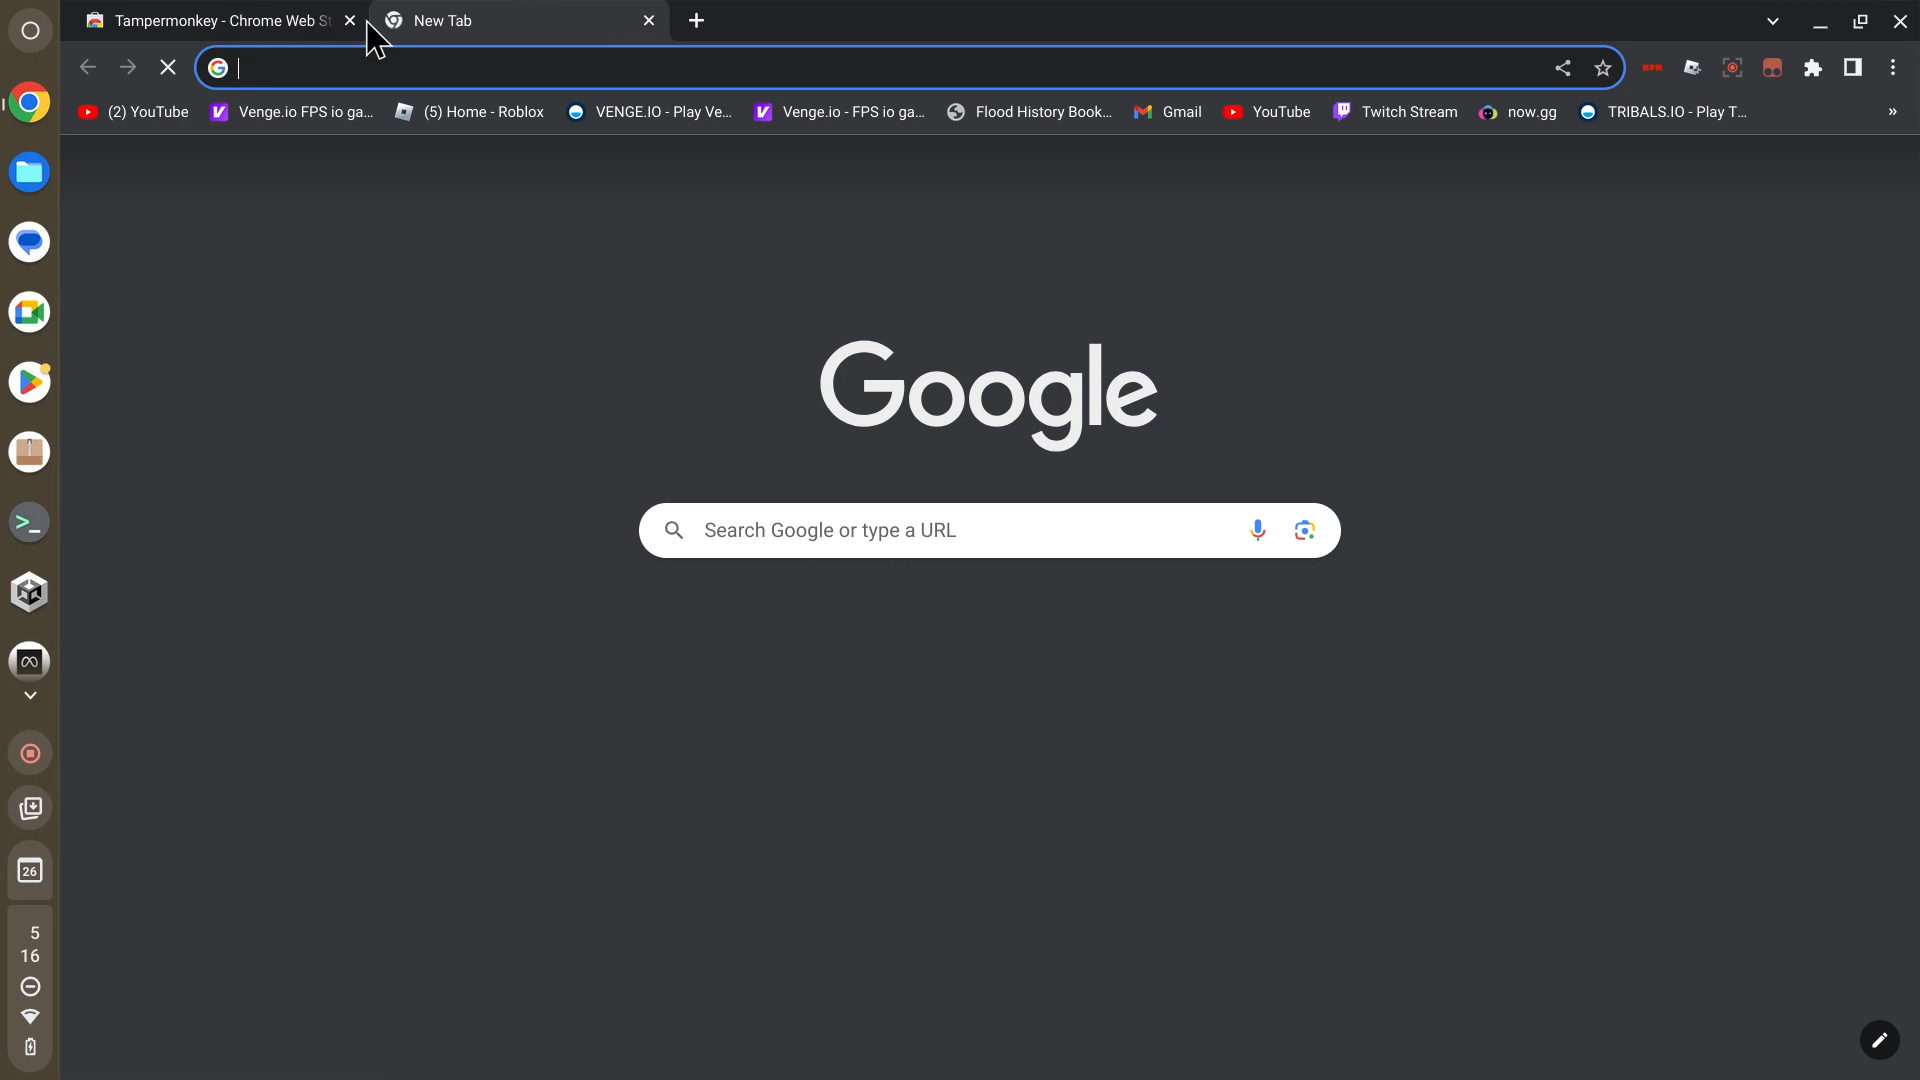 Tampermonkey - Chrome Web St
New Tab
(2) YouTube
Venge.io FPS io ga...
(5) Home - Roblox
VENGE.IO - Play Ve...
Venge.io - FPS io ga...
Flood History Book...
Gmail
YouTube
Twitch Stream
now.gg
TRIBALS.IO - Play T...
»
Google
Search Google or type a URL
26
5
16